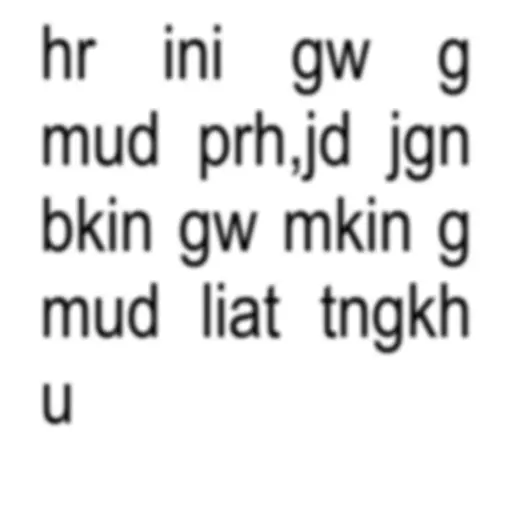 hr ini gw g
mud prh,jd jgn
bkin gw mkin g
mud liat tngkh
u